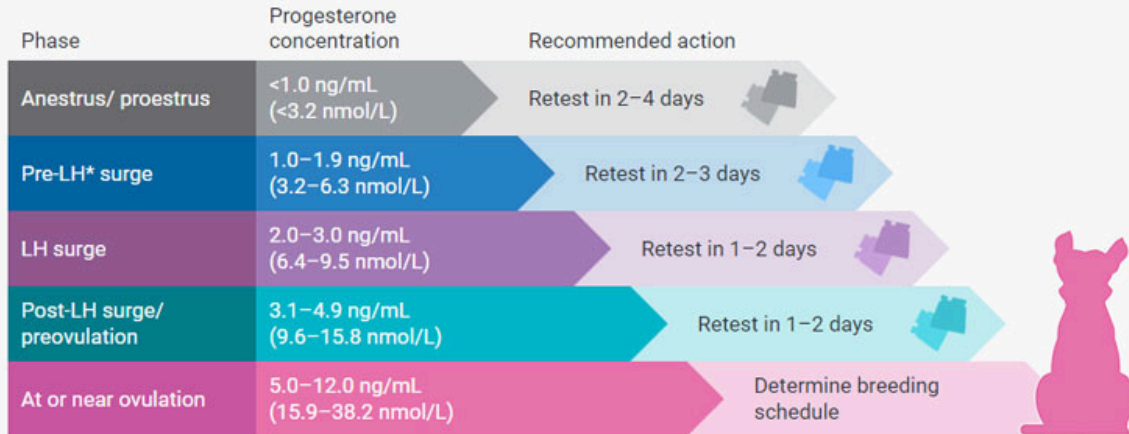 Phase
Progesterone
concentration
Recommended action
Anestrus/ proestrus
<1.0 ng/mL
(<3.2 nmol/L)
Retest in 2–4 days
Pre-LH* surge
1.0–1.9 ng/mL
(3.2–6.3 nmol/L)
Retest in 2–3 days
LH surge
2.0–3.0 ng/mL
(6.4–9.5 nmol/L)
Retest in 1–2 days
Post-LH surge/
preovulation
3.1–4.9 ng/mL
(9.6–15.8 nmol/L)
Retest in 1–2 days
At or near ovulation
5.0–12.0 ng/mL
(15.9–38.2 nmol/L)
Determine breeding
schedule